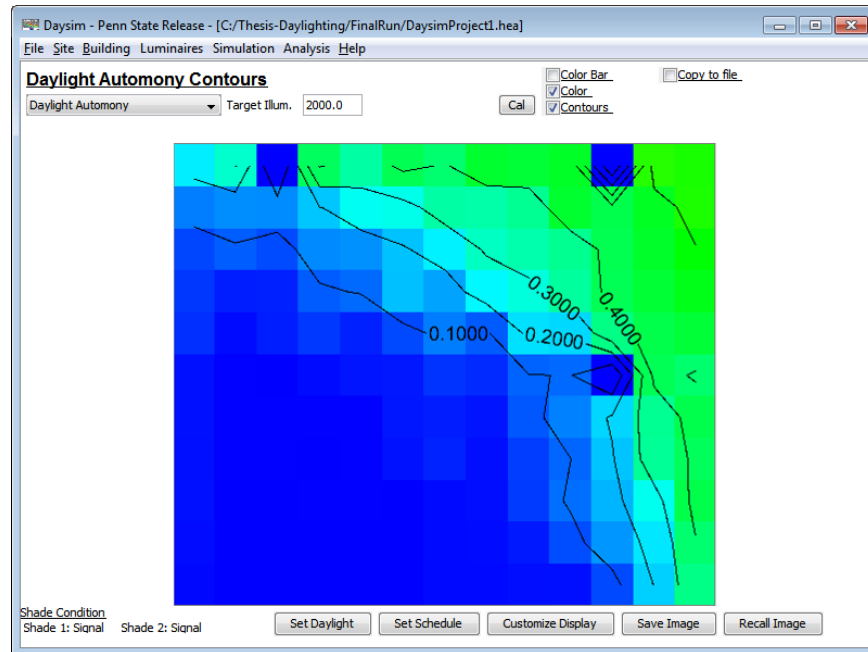 Daysim - Penn State Release - [C:/Thesis-Daylighting/FinalRun/DaysimProject1.hea]
File Site Building Luminaires Simulation Analysis Help
Daylight Automony Contours
Daylight Automony Target Illum. 2000.0 Cal
Color Bar Copy to file
Color
Contours
0.3000
0.4000
0.1000 0.2000
Shade Condition
Shade 1: Signal Shade 2: Signal
Set Daylight Set Schedule Customize Display Save Image Recall Image